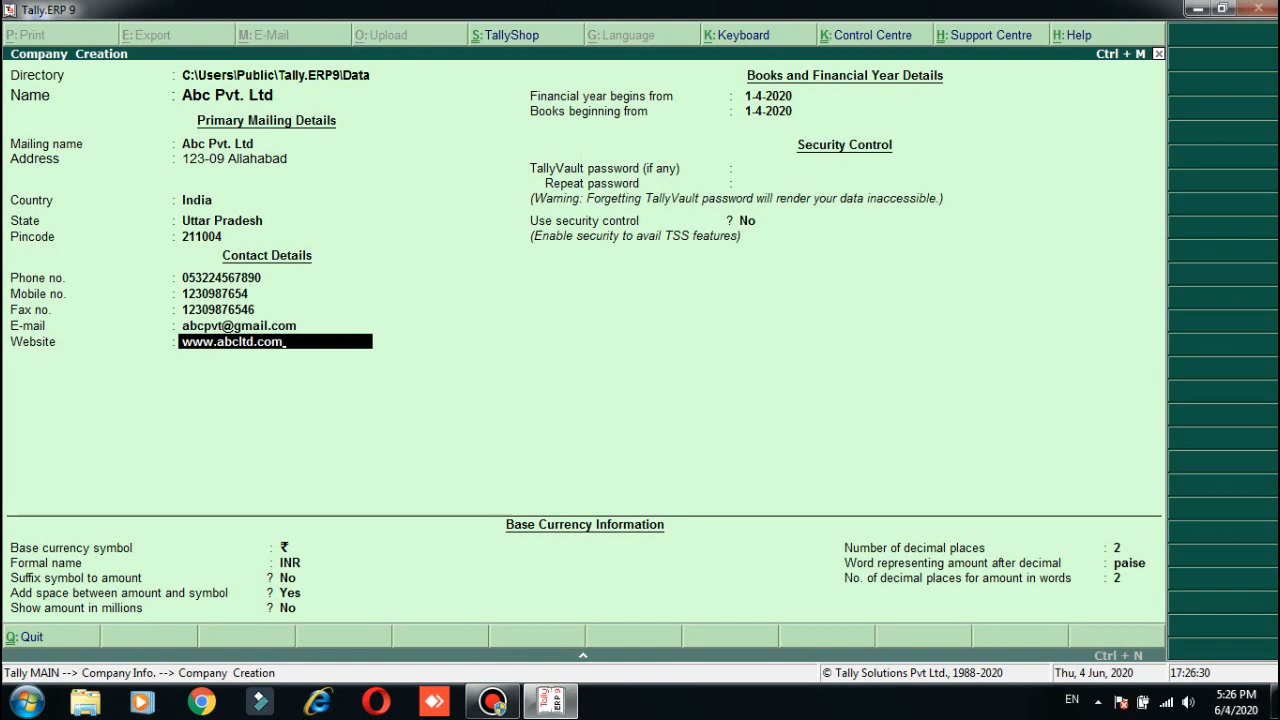 Tally.ERP 9
P: Print E: Export M: E-Mail O: Upload S: TallyShop G: Language K: Keyboard K: Control Centre H: Support Centre H: Help
Company Creation Ctrl + M
Directory : C:\Users\Public\Tally.ERP9\Data
Name : Abc Pvt. Ltd
Primary Mailing Details
Mailing name : Abc Pvt. Ltd
Address : 123-09 Allahabad
Country : India
State : Uttar Pradesh
Pincode : 211004
Contact Details
Phone no. : 053224567890
Mobile no. : 1230987654
Fax no. : 12309876546
E-mail : abcpvt@gmail.com
Website : www.abcltd.com_
Books and Financial Year Details
Financial year begins from : 1-4-2020
Books beginning from : 1-4-2020
Security Control
TallyVault password (if any) :
Repeat password :
(Warning: Forgetting TallyVault password will render your data inaccessible.)
Use security control ? No
(Enable security to avail TSS features)
Base Currency Information
Base currency symbol : ₹
Formal name : INR
Suffix symbol to amount ? No
Add space between amount and symbol ? Yes
Show amount in millions ? No
Number of decimal places : 2
Word representing amount after decimal : paise
No. of decimal places for amount in words : 2
Q: Quit
Ctrl + N
Tally MAIN --> Company Info. --> Company Creation © Tally Solutions Pvt Ltd., 1988-2020 Thu, 4 Jun, 2020 17:26:30
Tally ERP 9
EN
5:26 PM
6/4/2020